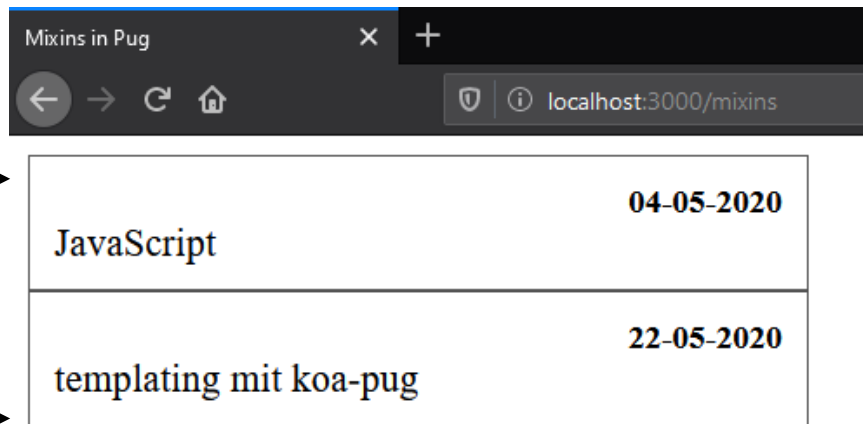 Mixins in Pug
localhost:3000/mixins
04-05-2020
JavaScript
22-05-2020
templating mit koa-pug